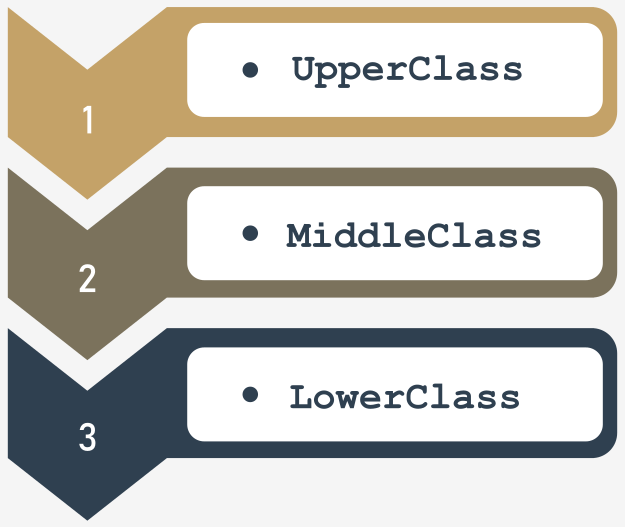 1
• UpperClass
2
• MiddleClass
3
• LowerClass